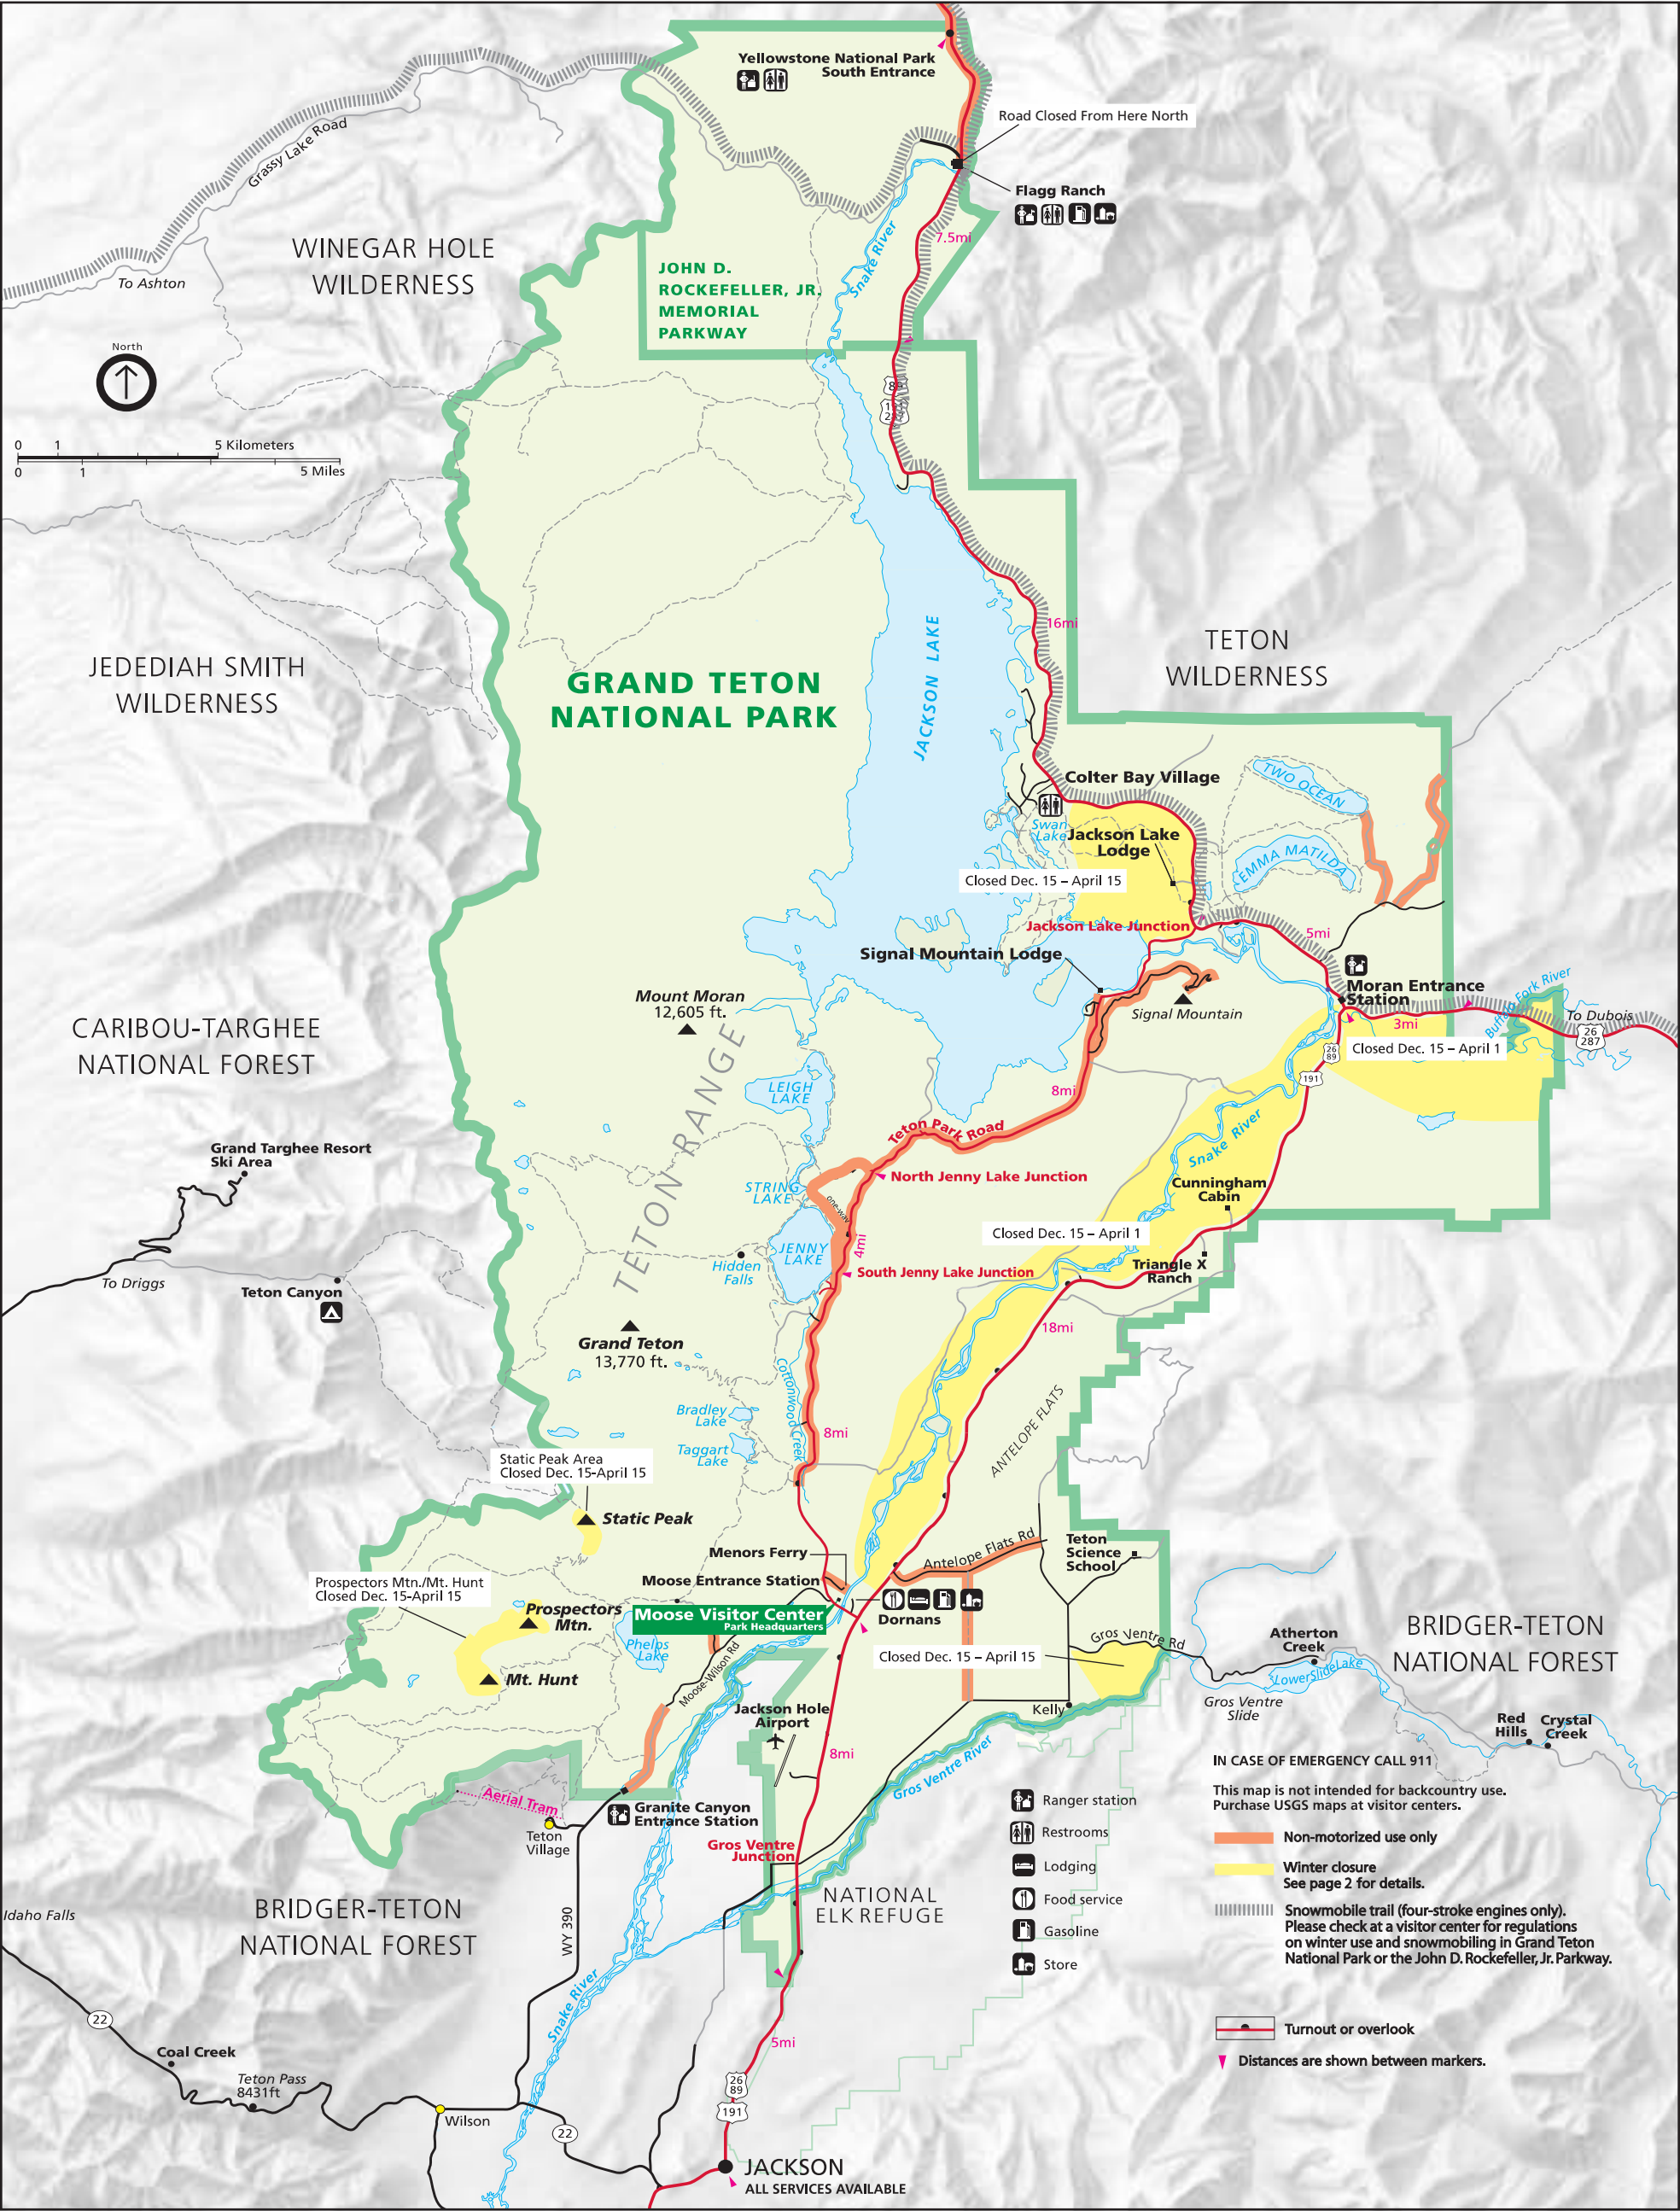 Yellowstone National Park
South Entrance
Road Closed From Here North
Grassy Lake Road
Flagg Ranch
WINEGAR HOLE
WILDERNESS
To Ashton
7.5mi
Snake River
JOHN D.
ROCKEFELLER, JR.
MEMORIAL
PARKWAY
North
0 1 5 Kilometers
0 1 5 Miles
16mi
JACKSON LAKE
TETON
WILDERNESS
JEDEDIAH SMITH
WILDERNESS
GRAND TETON
NATIONAL PARK
Colter Bay Village
TWO OCEAN
Swan
Lake
Jackson Lake
Lodge
EMMA MATILDA
Closed Dec. 15 – April 15
Jackson Lake Junction
5mi
Signal Mountain Lodge
Moran Entrance
Station
Buffalo Fork River
To Dubois
26
287
3mi
Signal Mountain
Mount Moran
12,605 ft.
Closed Dec. 15 – April 1
26
89
191
CARIBOU-TARGHEE
NATIONAL FOREST
TETON RANGE
LEIGH
LAKE
8mi
Teton Park Road
Snake River
Grand Targhee Resort
Ski Area
North Jenny Lake Junction
STRING
LAKE
one-way
Cunningham
Cabin
Closed Dec. 15 – April 1
JENNY
LAKE
4mi
Hidden
Falls
South Jenny Lake Junction
Triangle X
Ranch
To Driggs
Teton Canyon
18mi
Grand Teton
13,770 ft.
Cottonwood Creek
Bradley
Lake
ANTELOPE FLATS
8mi
Taggart
Lake
Static Peak Area
Closed Dec. 15-April 15
Static Peak
Menors Ferry
Antelope Flats Rd
Teton
Science
School
Moose Entrance Station
Prospectors Mtn./Mt. Hunt
Closed Dec. 15-April 15
Prospectors
Mtn.
Moose Visitor Center
Park Headquarters
Dornans
Phelps
Lake
Gros Ventre Rd
Atherton
Creek
BRIDGER-TETON
NATIONAL FOREST
Closed Dec. 15 – April 15
Mt. Hunt
Moose-Wilson Rd
Lower Slide Lake
Gros Ventre
Slide
Kelly
Jackson Hole
Airport
Red
Hills
Crystal
Creek
8mi
Gros Ventre River
Aerial Tram
Teton
Village
Granite Canyon
Entrance Station
Gros Ventre
Junction
IN CASE OF EMERGENCY CALL 911
This map is not intended for backcountry use.
Purchase USGS maps at visitor centers.
Ranger station
Restrooms
Lodging
Food service
Gasoline
Store
Non-motorized use only
Winter closure
See page 2 for details.
Snowmobile trail (four-stroke engines only).
Please check at a visitor center for regulations
on winter use and snowmobiling in Grand Teton
National Park or the John D. Rockefeller, Jr. Parkway.
Turnout or overlook
Distances are shown between markers.
NATIONAL
ELK REFUGE
BRIDGER-TETON
NATIONAL FOREST
Idaho Falls
WY 390
Snake River
22
Coal Creek
Teton Pass
8431ft
5mi
26
89
191
Wilson
22
JACKSON
ALL SERVICES AVAILABLE